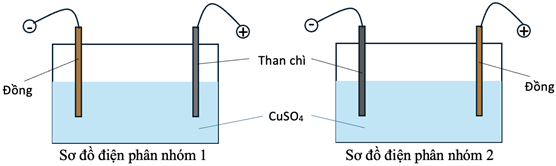 −
+
−
+
Đồng
Than chì
Đồng
CuSO₄
Sơ đồ điện phân nhóm 1
Sơ đồ điện phân nhóm 2